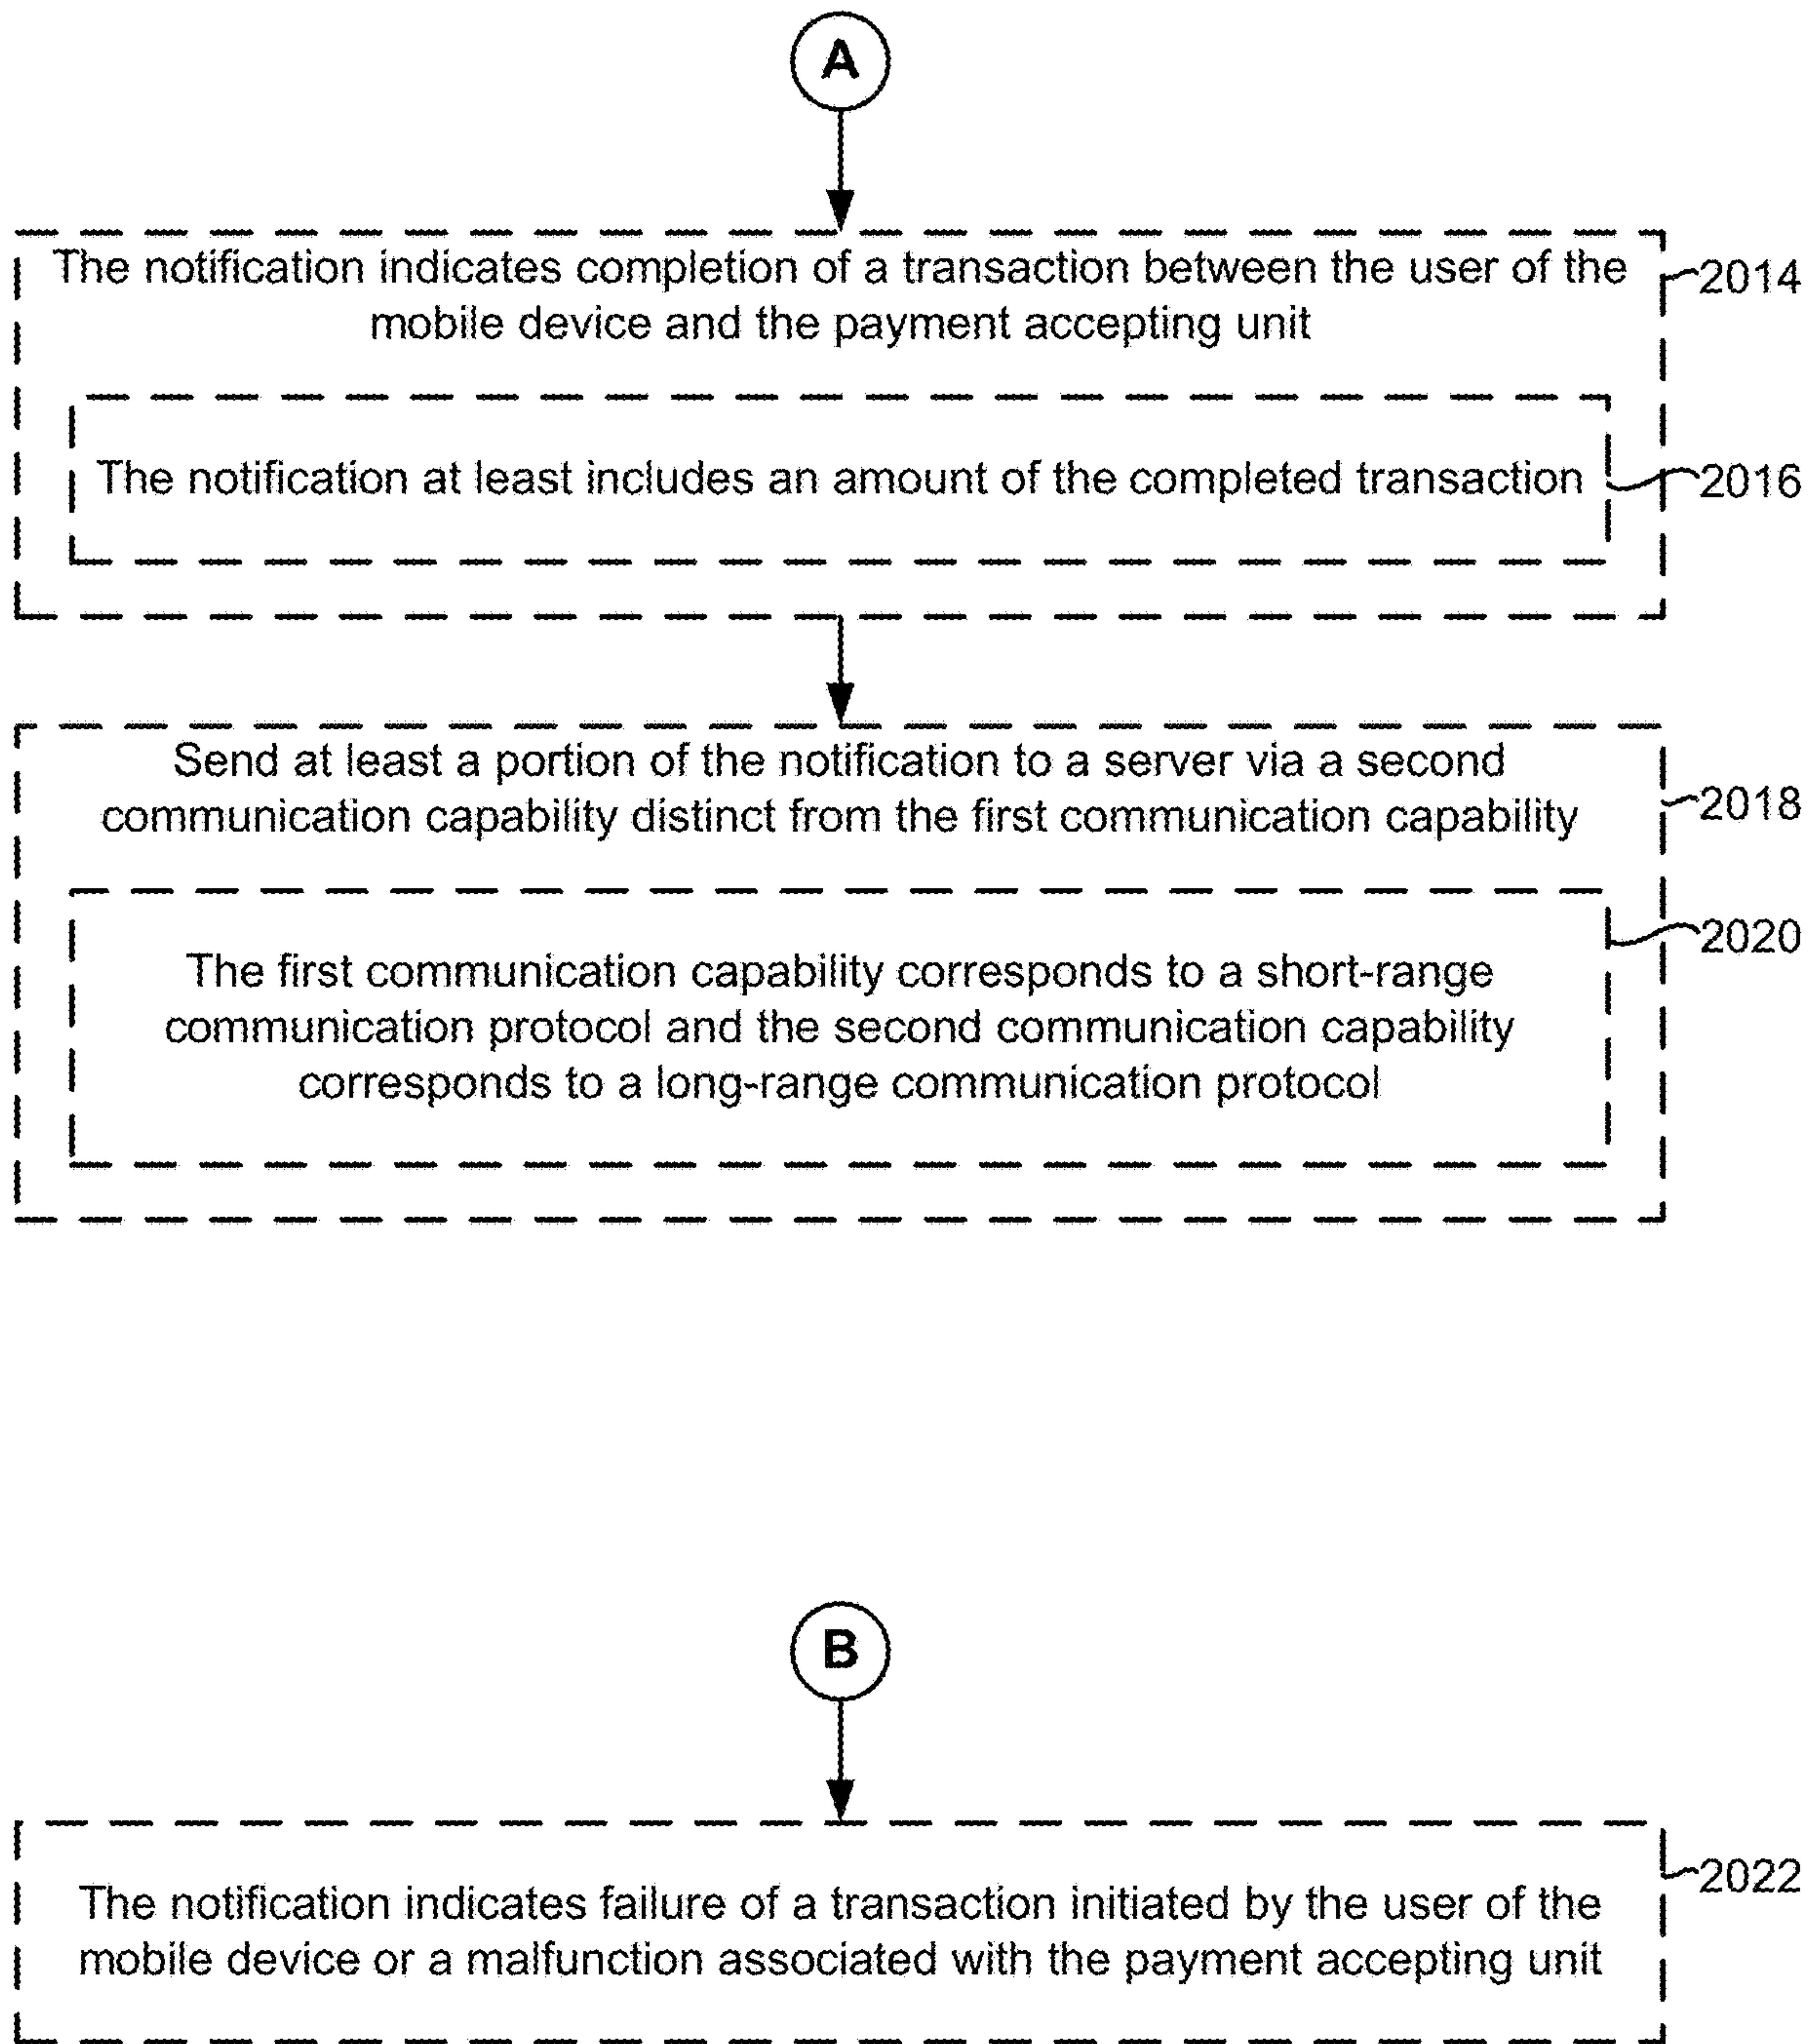 A
The notification indicates completion of a transaction between the user of the
mobile device and the payment accepting unit
2014
The notification at least includes an amount of the completed transaction
2016
Send at least a portion of the notification to a server via a second
communication capability distinct from the first communication capability
2018
The first communication capability corresponds to a short-range
communication protocol and the second communication capability
corresponds to a long-range communication protocol
2020
B
The notification indicates failure of a transaction initiated by the user of the
mobile device or a malfunction associated with the payment accepting unit
2022